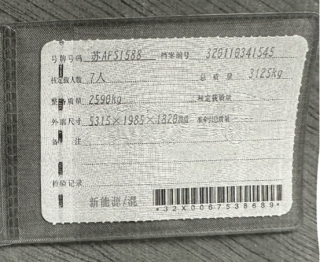 号牌号码 苏AF51588 档案编号 320110341545
核定载人数 7人 总质量 3125kg
整备质量 2590kg 核定载质量
外廓尺寸 5315×1985×1820mm 准牵引总质量
备注
检验记录
新能源/混
*32X0067538589*